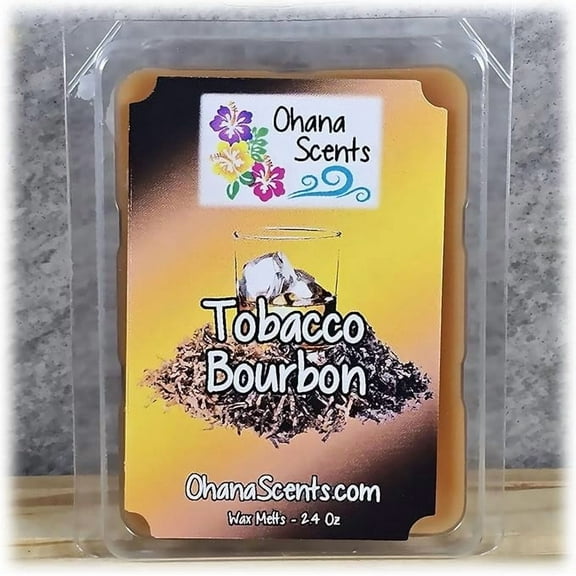 Ohana
Scents
Tobacco
Bourbon
OhanaScents.com
Wax Melts - 2.4 Oz